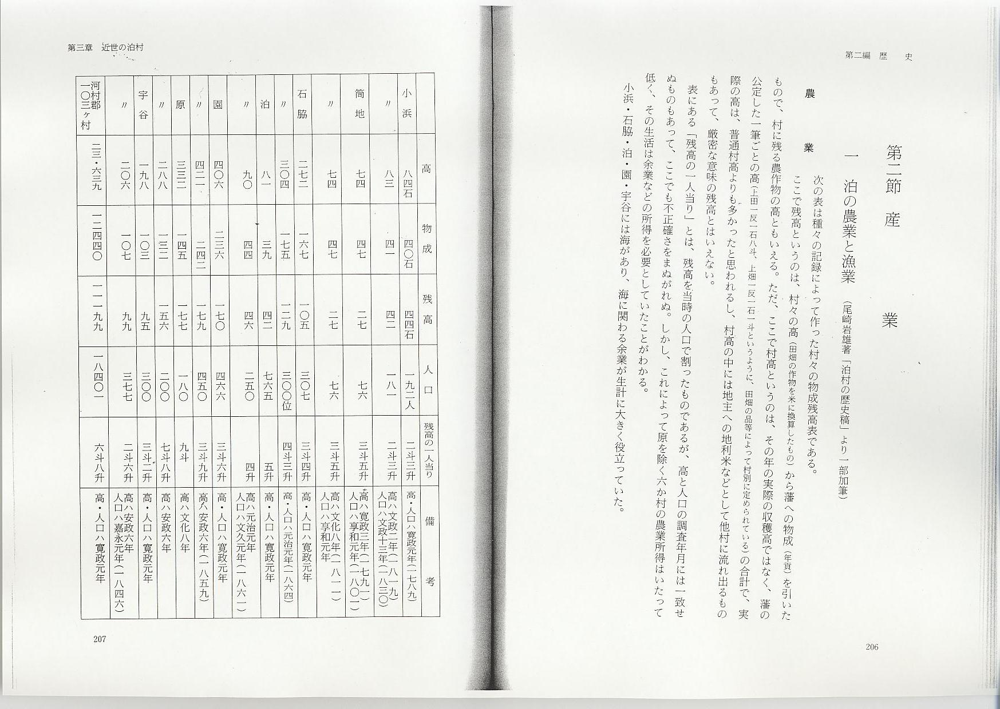 第二編　歴　　史
第二節　産　　　業
一　泊の農業と漁業　（尾崎岩雄著「泊村の歴史稿」より一部加筆）
農　　業
次の表は種々の記録によって作った村々の物成残高表である。
ここで残高というのは、村々の高（田畑の作物を米に換算したもの）から藩への物成（年貢）を引いた
もので、村に残る農作物の高ともいえる。ただ、ここで村高というのは、その年の実際の収穫高ではなく、藩の
公定した一筆ごとの高（上田一反一石八斗、上畑一反一石一斗というように、田畑の品等によって村別に定められている）の合計で、実
際の高は、普通村高よりも多かったと思われるし、村高の中には地主への地利米などとして他村に流れ出るもの
もあって、厳密な意味の残高とはいえない。
表にある「残高の一人当り」とは、残高を当時の人口で割ったものであるが、高と人口の調査年月には一致せ
ぬものもあって、ここでも不正確さをまぬがれぬ。しかし、これによって原を除く六か村の農業所得はいたって
低く、その生活は余業などの所得を必要としていたことがわかる。
小浜・石脇・泊・園・宇谷には海があり、海に関わる余業が生計に大きく役立っていた。
206
第三章　近世の泊村
高　物成　残高　人口　残高の一人当り　備考
小浜　八四石　四〇石　四四石　一九二人　二斗三升　高・人口ハ寛政元年（一七八九）
〃　八三　四一　四二　一八一　二斗三升　高ハ文政二年（一八一九）人口ハ文政十三年（一八三〇）
筒地　七四　四七　二七　七六　三斗五升　高ハ寛政三年（一七九一）人口ハ享和元年（一八〇一）
〃　七四　四七　二七　七六　三斗五升　高ハ文化八年（一八一一）人口ハ享和元年
石脇　二七二　一六七　一〇五　三〇七　三斗四升　高・人口ハ寛政元年
〃　三〇四　一七五　一二九　三〇〇位　四斗三升　高・人口ハ元治元年（一八六四）
泊　八一　三九　四二　七六五　五升　高・人口ハ寛政元年
〃　九〇　四四　四六　二五〇　四升　高ハ元治元年人口ハ文久元年（一八六一）
園　四〇六　二三六　一七〇　四六六　三斗六升　高・人口ハ寛政元年
〃　四二一　二四二　一七九　四五〇　三斗九升　高ハ安政六年（一八五九）
原　三三二　一四五　一七七　一八〇　九斗　高ハ文化八年
〃　二八八　一三二　一五六　二〇〇　七斗八升　高ハ安政六年
宇谷　一九八　一〇三　九五　三〇〇　三斗二升　高・人口ハ寛政元年
〃　二〇六　一〇七　九九　三七七　二斗六升　高ハ安政六年人口ハ嘉永元年（一八四六）
河村郡一〇三ヶ村　二三・六三九　一二四四〇　一一一九九　一八四〇一　六斗八升　高・人口ハ寛政元年
207